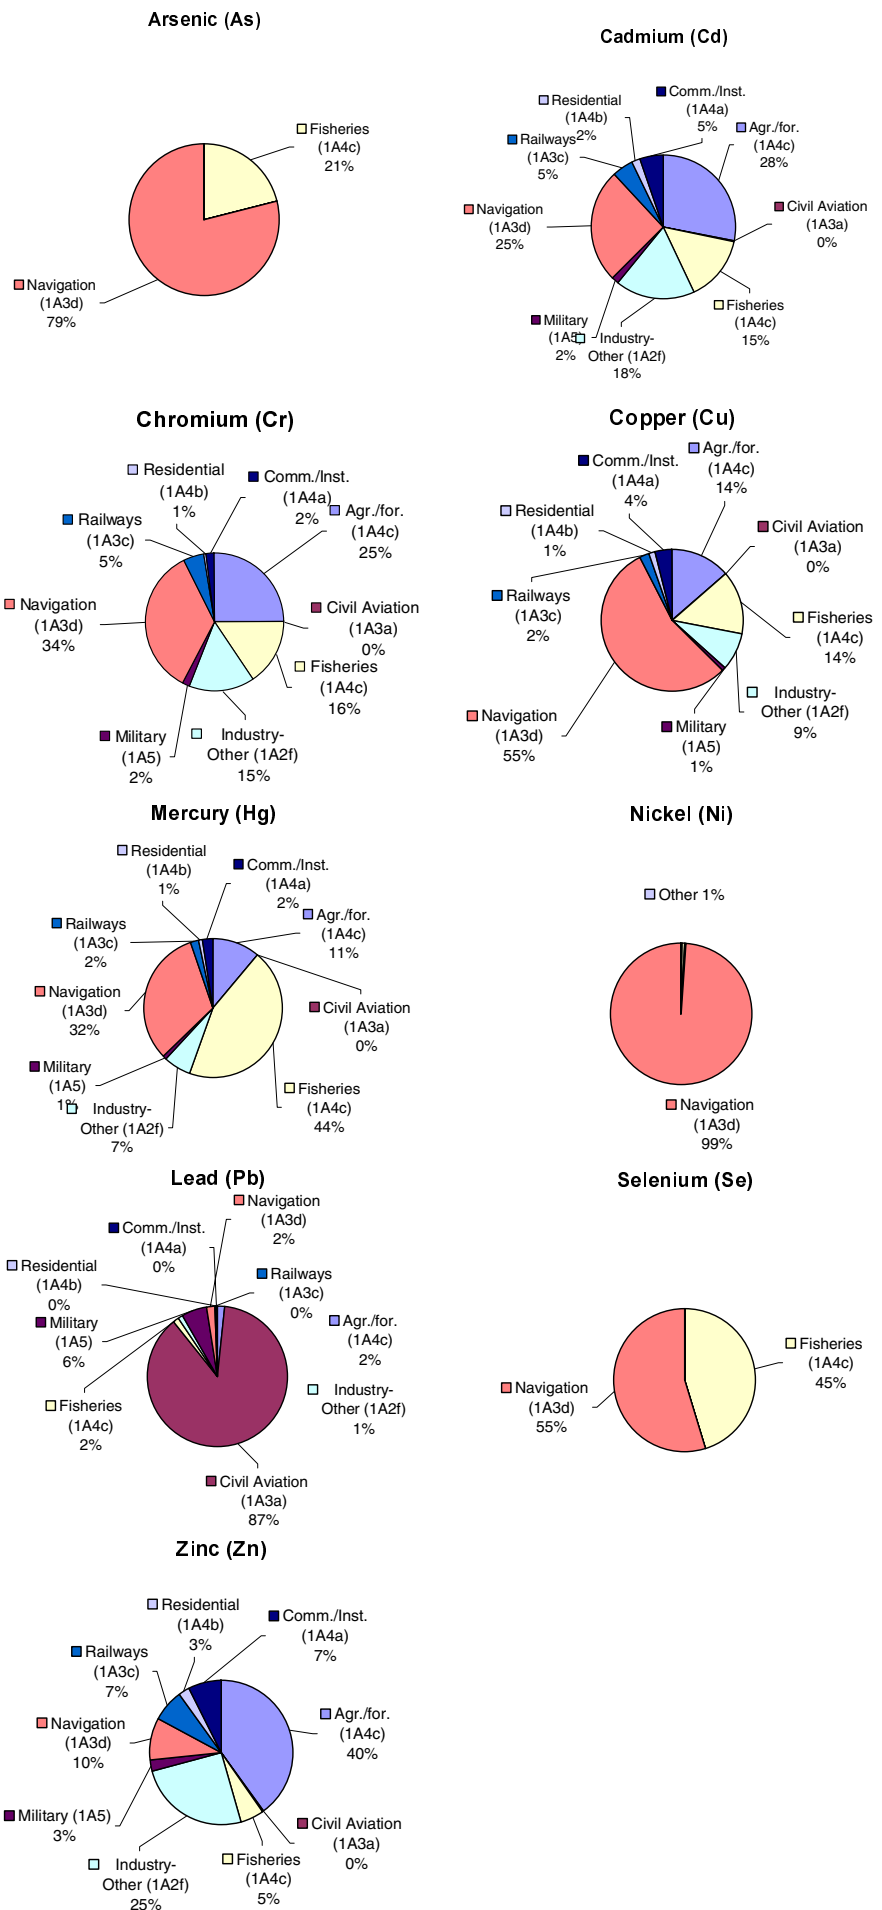 Arsenic (As)
Fisheries
(1A4c)
21%
Navigation
(1A3d)
79%
Cadmium (Cd)
Comm./Inst.
(1A4a)
5%
Residential
(1A4b)
2%
Agr./for.
(1A4c)
28%
Railways
(1A3c)
5%
Civil Aviation
(1A3a)
0%
Navigation
(1A3d)
25%
Fisheries
(1A4c)
15%
Military
(1A5)
2%
Industry-
Other (1A2f)
18%
Chromium (Cr)
Residential
(1A4b)
1%
Comm./Inst.
(1A4a)
2%
Agr./for.
(1A4c)
25%
Railways
(1A3c)
5%
Navigation
(1A3d)
34%
Civil Aviation
(1A3a)
0%
Fisheries
(1A4c)
16%
Military
(1A5)
2%
Industry-
Other (1A2f)
15%
Copper (Cu)
Agr./for.
(1A4c)
14%
Comm./Inst.
(1A4a)
4%
Residential
(1A4b)
1%
Civil Aviation
(1A3a)
0%
Railways
(1A3c)
2%
Fisheries
(1A4c)
14%
Industry-
Other (1A2f)
9%
Navigation
(1A3d)
55%
Military
(1A5)
1%
Mercury (Hg)
Residential
(1A4b)
1%
Comm./Inst.
(1A4a)
2%
Agr./for.
(1A4c)
11%
Railways
(1A3c)
2%
Navigation
(1A3d)
32%
Civil Aviation
(1A3a)
0%
Military
(1A5)
1%
Industry-
Other (1A2f)
7%
Fisheries
(1A4c)
44%
Nickel (Ni)
Other 1%
Navigation
(1A3d)
99%
Lead (Pb)
Navigation
(1A3d)
2%
Comm./Inst.
(1A4a)
0%
Residential
(1A4b)
0%
Railways
(1A3c)
0%
Military
(1A5)
6%
Agr./for.
(1A4c)
2%
Industry-
Other (1A2f)
1%
Fisheries
(1A4c)
2%
Civil Aviation
(1A3a)
87%
Selenium (Se)
Fisheries
(1A4c)
45%
Navigation
(1A3d)
55%
Zinc (Zn)
Residential
(1A4b)
3%
Comm./Inst.
(1A4a)
7%
Railways
(1A3c)
7%
Agr./for.
(1A4c)
40%
Navigation
(1A3d)
10%
Military (1A5)
3%
Civil Aviation
(1A3a)
0%
Industry-
Other (1A2f)
25%
Fisheries
(1A4c)
5%